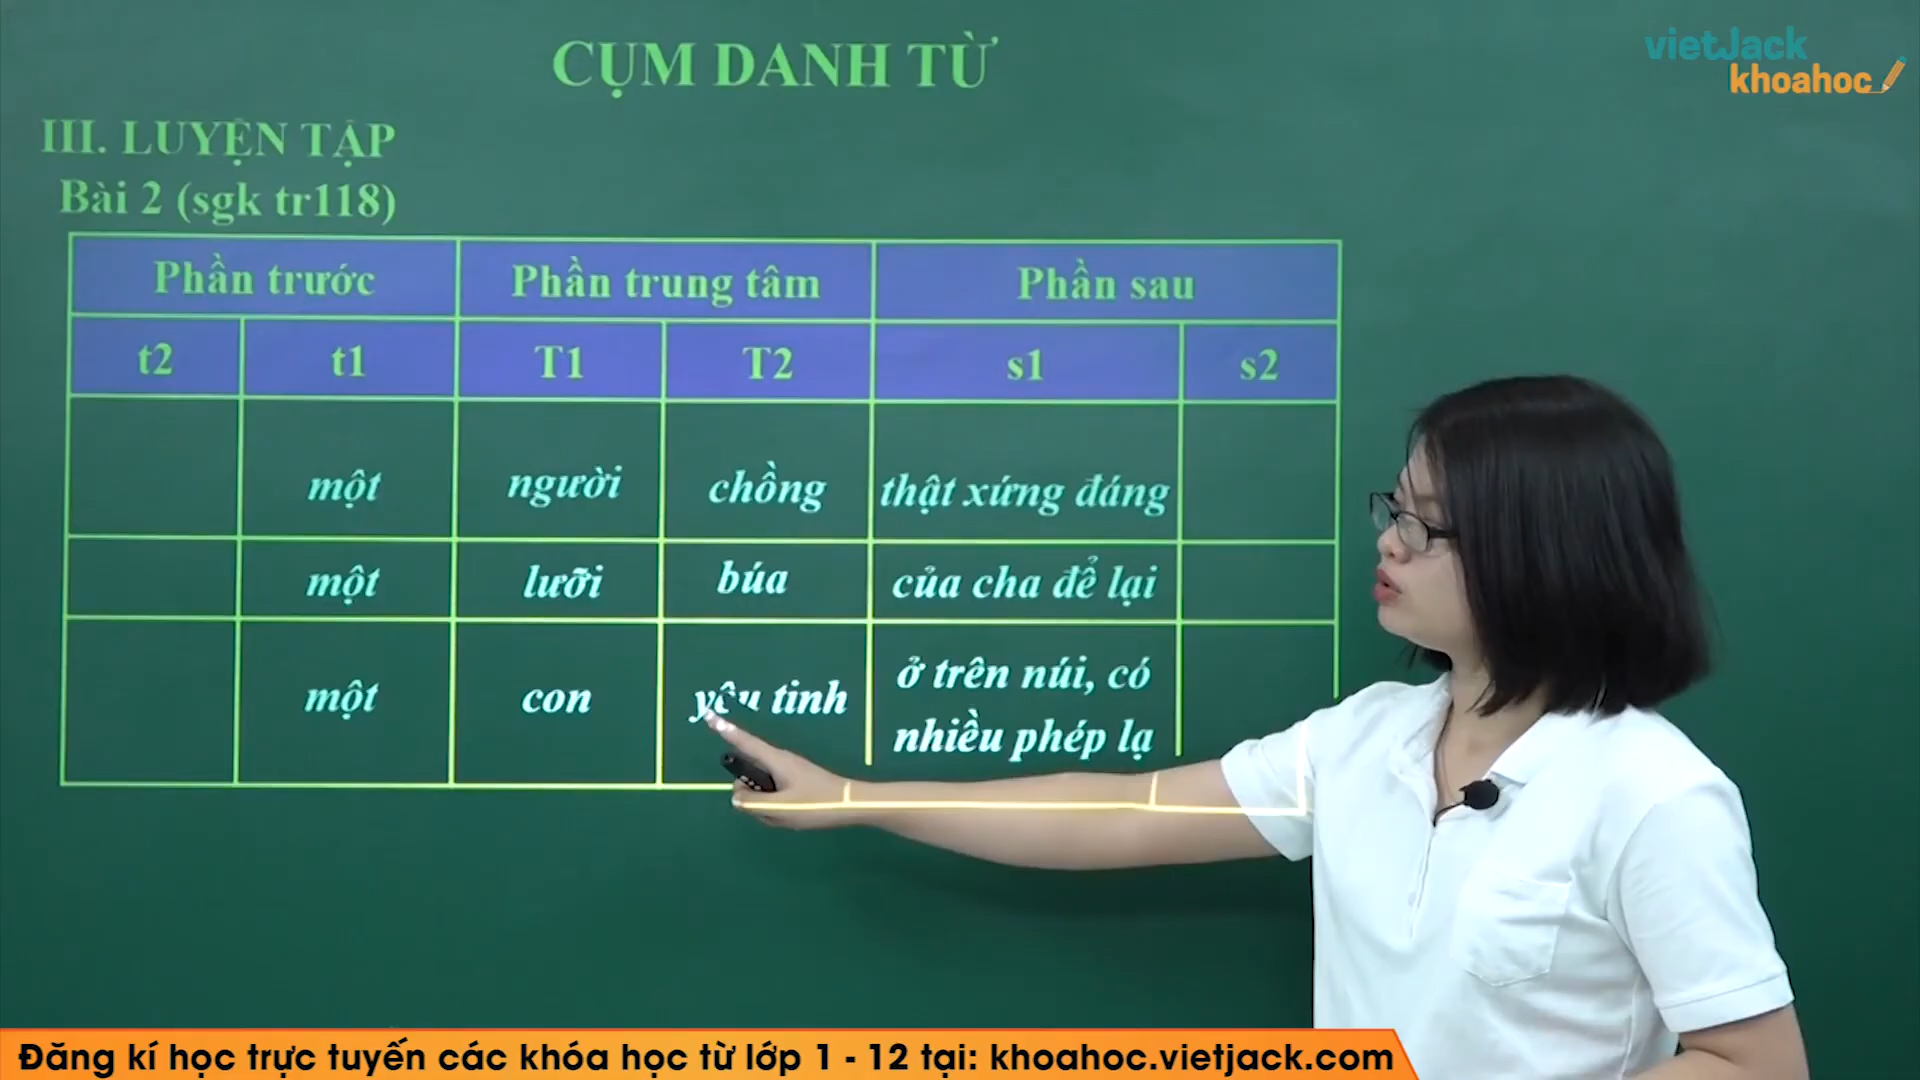 CỤM DANH TỪ
vietJack
khoahoc
III. LUYỆN TẬP
Bài 2 (sgk tr118)
Phần trước Phần trung tâm Phần sau
t2 t1 T1 T2 s1 s2
một người chồng thật xứng đáng
một lưỡi búa của cha để lại
một con yêu tinh ở trên núi, có
nhiều phép lạ
Đăng kí học trực tuyến các khóa học từ lớp 1 - 12 tại: khoahoc.vietjack.com